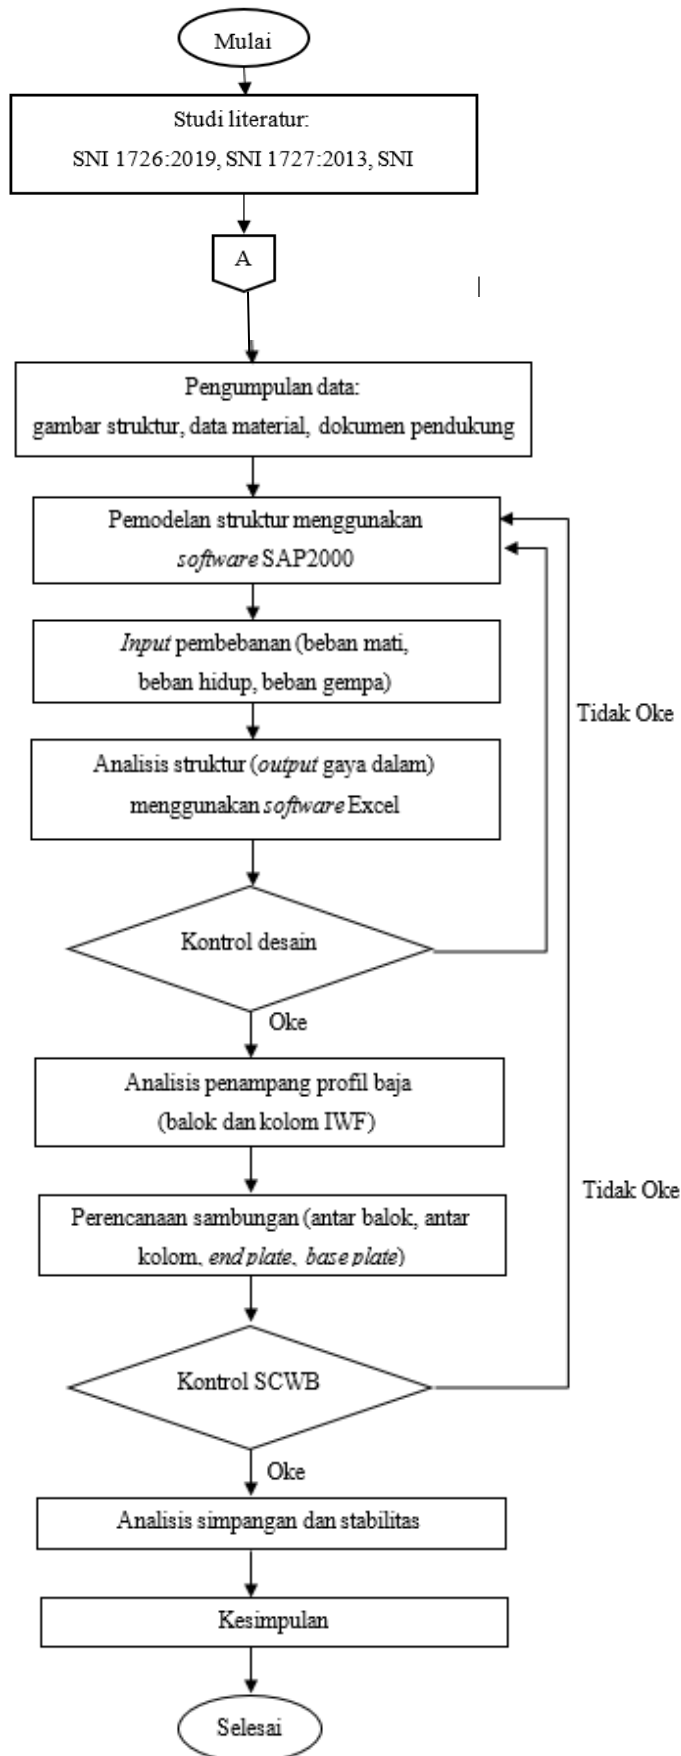 Mulai
Studi literatur:
SNI 1726:2019, SNI 1727:2013, SNI
A
Pengumpulan data:
gambar struktur, data material, dokumen pendukung
Pemodelan struktur menggunakan
software SAP2000
Input pembebanan (beban mati,
beban hidup, beban gempa)
Tidak Oke
Analisis struktur (output gaya dalam)
menggunakan software Excel
Kontrol desain
Oke
Analisis penampang profil baja
(balok dan kolom IWF)
Tidak Oke
Perencanaan sambungan (antar balok, antar
kolom, end plate, base plate)
Kontrol SCWB
Oke
Analisis simpangan dan stabilitas
Kesimpulan
Selesai